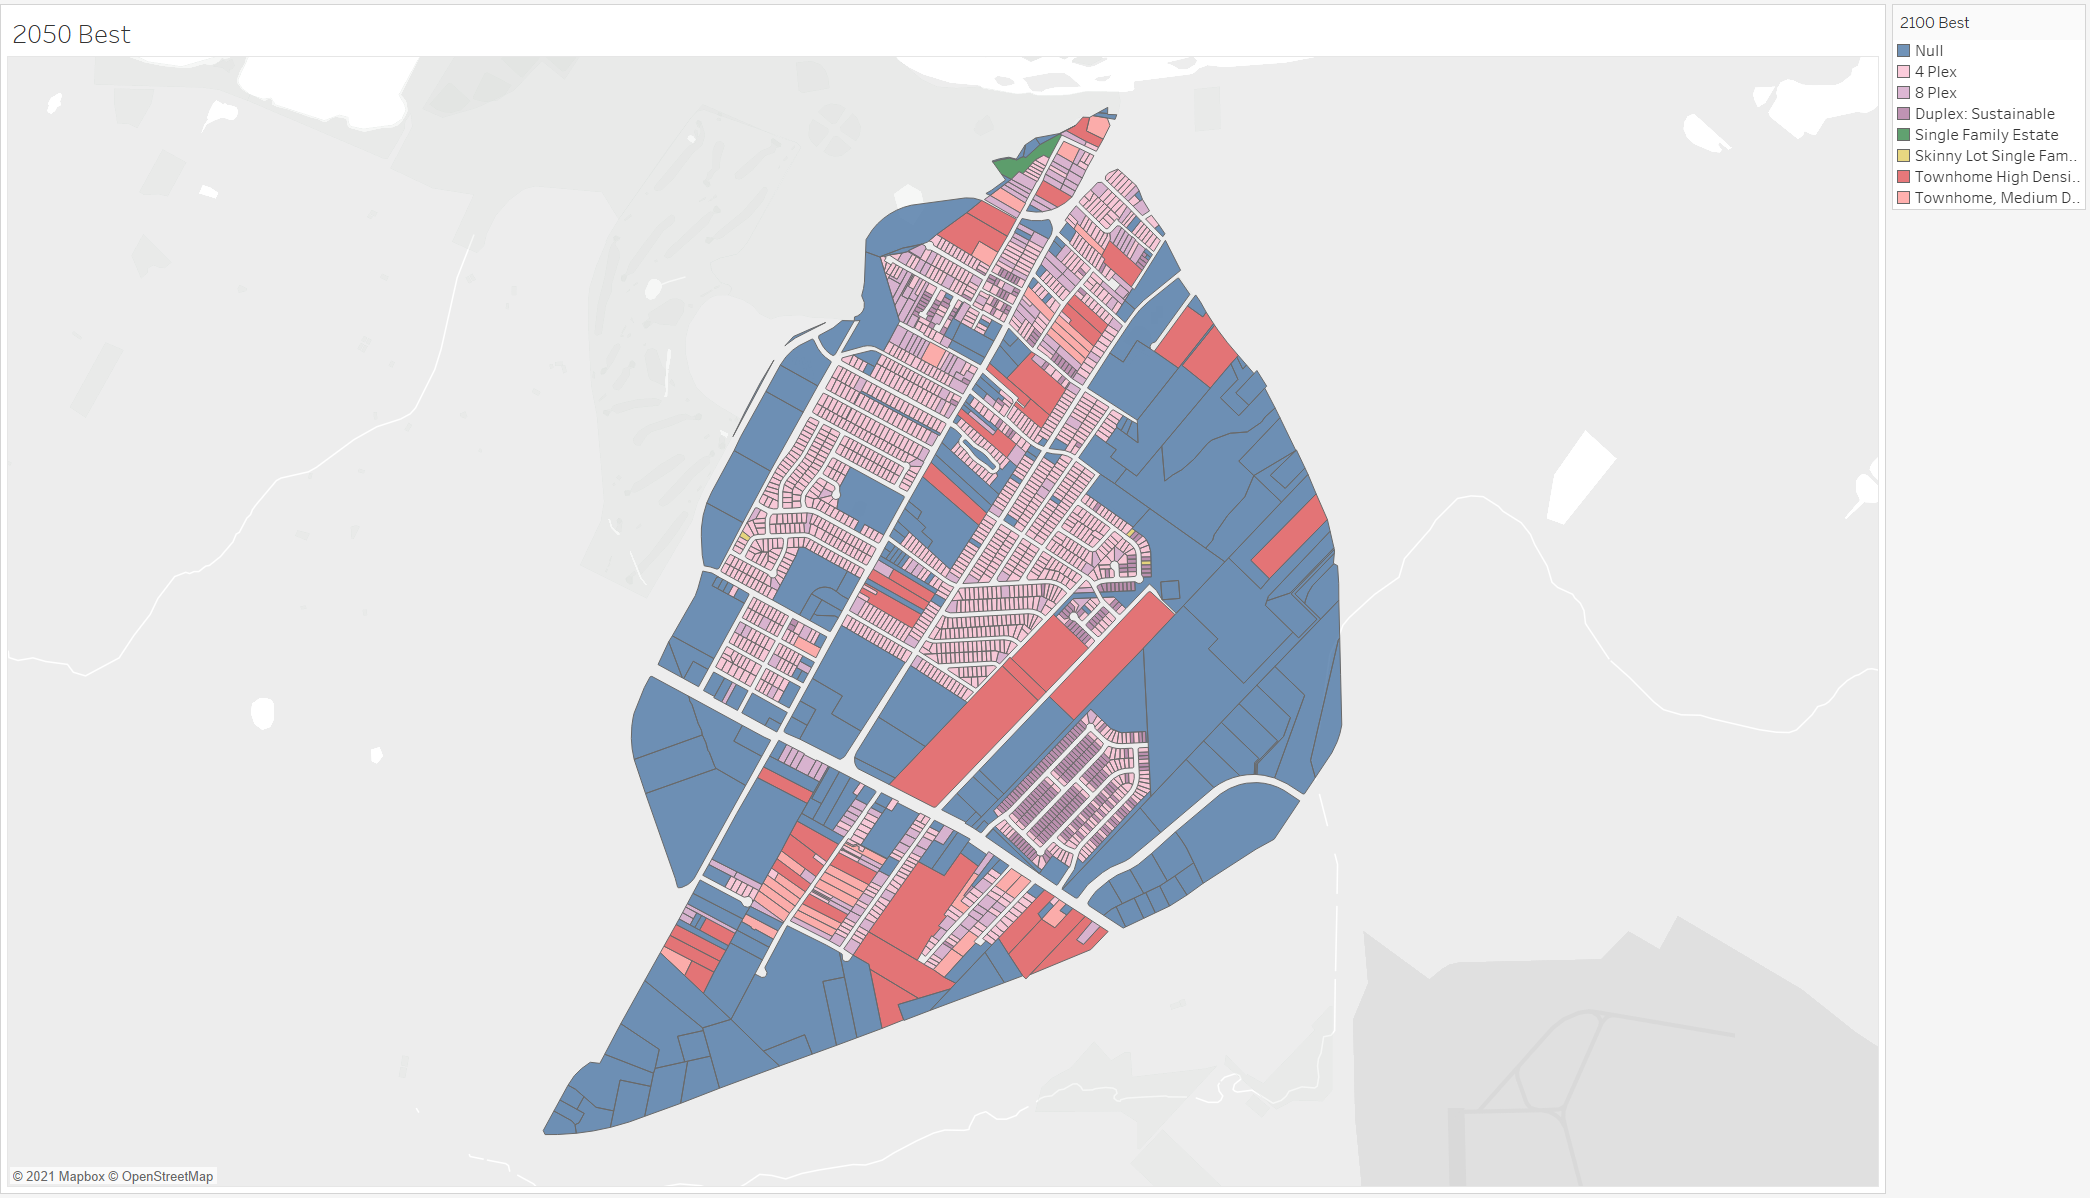 2050 Best
2100 Best
Null
4 Plex
8 Plex
Duplex: Sustainable
Single Family Estate
Skinny Lot Single Fam..
Townhome High Densi..
Townhome, Medium D..
© 2021 Mapbox © OpenStreetMap